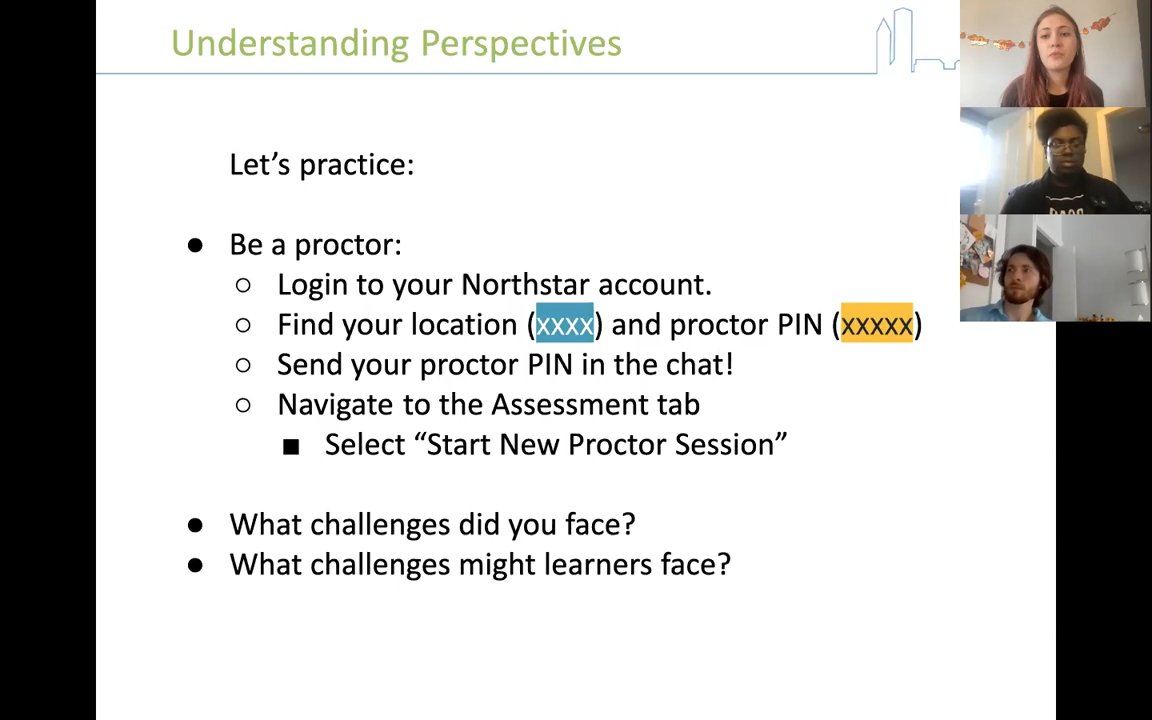 Understanding Perspectives
Let’s practice:
● Be a proctor:
○ Login to your Northstar account.
○ Find your location (xxxx) and proctor PIN (xxxxx)
○ Send your proctor PIN in the chat!
○ Navigate to the Assessment tab
■ Select “Start New Proctor Session”
● What challenges did you face?
● What challenges might learners face?